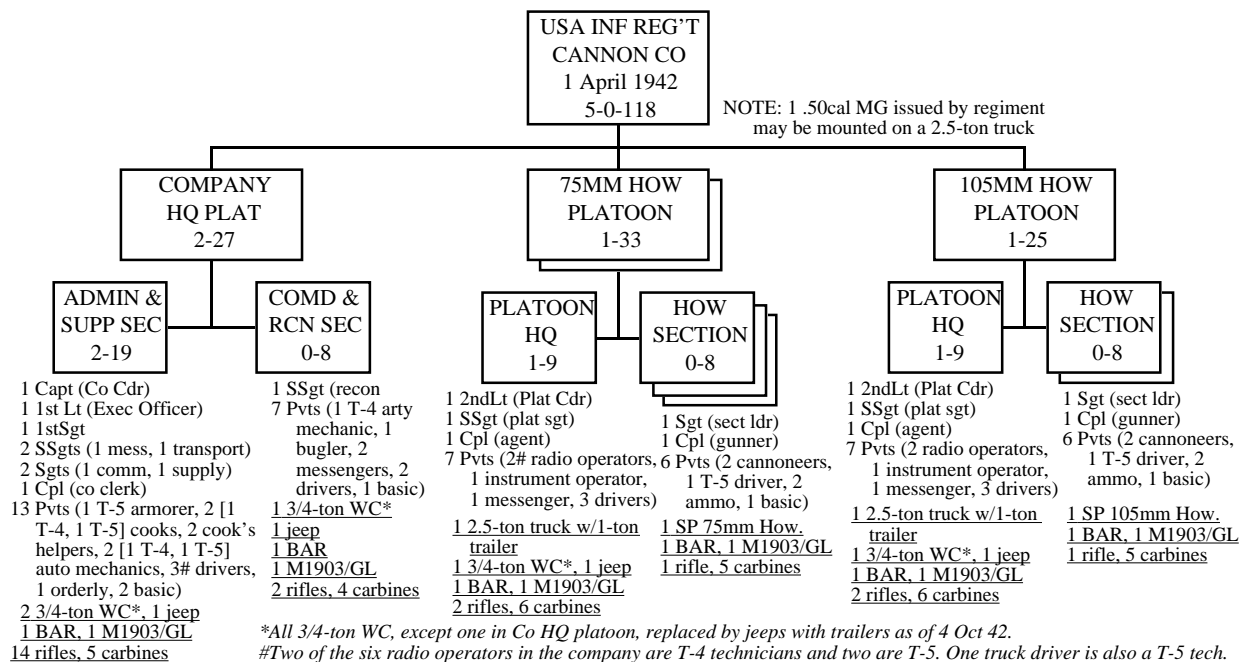 USA INF REG'T
CANNON CO
1 April 1942
5-0-118
NOTE: 1 .50cal MG issued by regiment
may be mounted on a 2.5-ton truck
COMPANY
HQ PLAT
2-27
75MM HOW
PLATOON
1-33
105MM HOW
PLATOON
1-25
ADMIN &
SUPP SEC
2-19
COMD &
RCN SEC
0-8
PLATOON
HQ
1-9
HOW
SECTION
0-8
PLATOON
HQ
1-9
HOW
SECTION
0-8
1 Capt (Co Cdr)
1 1st Lt (Exec Officer)
1 1stSgt
2 SSgts (1 mess, 1 transport)
2 Sgts (1 comm, 1 supply)
1 Cpl (co clerk)
13 Pvts (1 T-5 armorer, 2 [1
T-4, 1 T-5] cooks, 2 cook's
helpers, 2 [1 T-4, 1 T-5]
auto mechanics, 3# drivers,
1 orderly, 2 basic)
2 3/4-ton WC*, 1 jeep
1 BAR, 1 M1903/GL
14 rifles, 5 carbines
1 SSgt (recon
7 Pvts (1 T-4 arty
mechanic, 1
bugler, 2
messengers, 2
drivers, 1 basic)
1 3/4-ton WC*
1 jeep
1 BAR
1 M1903/GL
2 rifles, 4 carbines
1 2ndLt (Plat Cdr)
1 SSgt (plat sgt)
1 Cpl (agent)
7 Pvts (2# radio operators,
1 instrument operator,
1 messenger, 3 drivers)
1 2.5-ton truck w/1-ton
trailer
1 3/4-ton WC*, 1 jeep
1 BAR, 1 M1903/GL
2 rifles, 6 carbines
1 Sgt (sect ldr)
1 Cpl (gunner)
6 Pvts (2 cannoneers,
1 T-5 driver, 2
ammo, 1 basic)
1 SP 75mm How.
1 BAR, 1 M1903/GL
1 rifle, 5 carbines
1 2ndLt (Plat Cdr)
1 SSgt (plat sgt)
1 Cpl (agent)
7 Pvts (2 radio operators,
1 instrument operator,
1 messenger, 3 drivers)
1 2.5-ton truck w/1-ton
trailer
1 3/4-ton WC*, 1 jeep
1 BAR, 1 M1903/GL
2 rifles, 6 carbines
1 Sgt (sect ldr)
1 Cpl (gunner)
6 Pvts (2 cannoneers,
1 T-5 driver, 2
ammo, 1 basic)
1 SP 105mm How.
1 BAR, 1 M1903/GL
1 rifle, 5 carbines
*All 3/4-ton WC, except one in Co HQ platoon, replaced by jeeps with trailers as of 4 Oct 42.
#Two of the six radio operators in the company are T-4 technicians and two are T-5. One truck driver is also a T-5 tech.